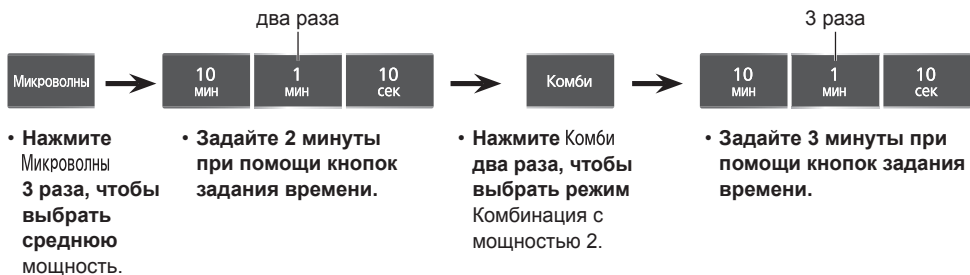 два раза
3 раза
Микроволны
10
мин
1
мин
10
сек
Комби
10
мин
1
мин
10
сек
• Нажмите
Микроволны
3 раза, чтобы
выбрать
среднюю
мощность.
• Задайте 2 минуты
при помощи кнопок
задания времени.
• Нажмите Комби
два раза, чтобы
выбрать режим
Комбинация с
мощностью 2.
• Задайте 3 минуты при
помощи кнопок задания
времени.